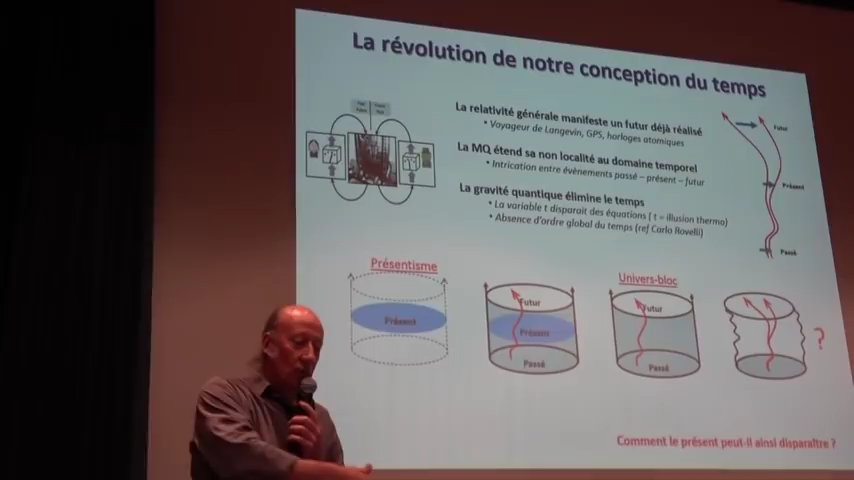 La révolution de notre conception du temps
La relativité générale manifeste un futur déjà réalisé
• Voyageur de Langevin, GPS, horloges atomiques
La MQ étend sa non localité au domaine temporel
• Intrication entre évènements passé – présent – futur
La gravité quantique élimine le temps
• La variable t disparait des équations ( t = illusion thermo)
• Absence d'ordre global du temps (ref Carlo Rovelli)
Futur
Présent
Passé
Présentisme
Présent
Futur
Présent
Passé
Univers-bloc
Futur
Passé
?
Comment le présent peut-il ainsi disparaître ?